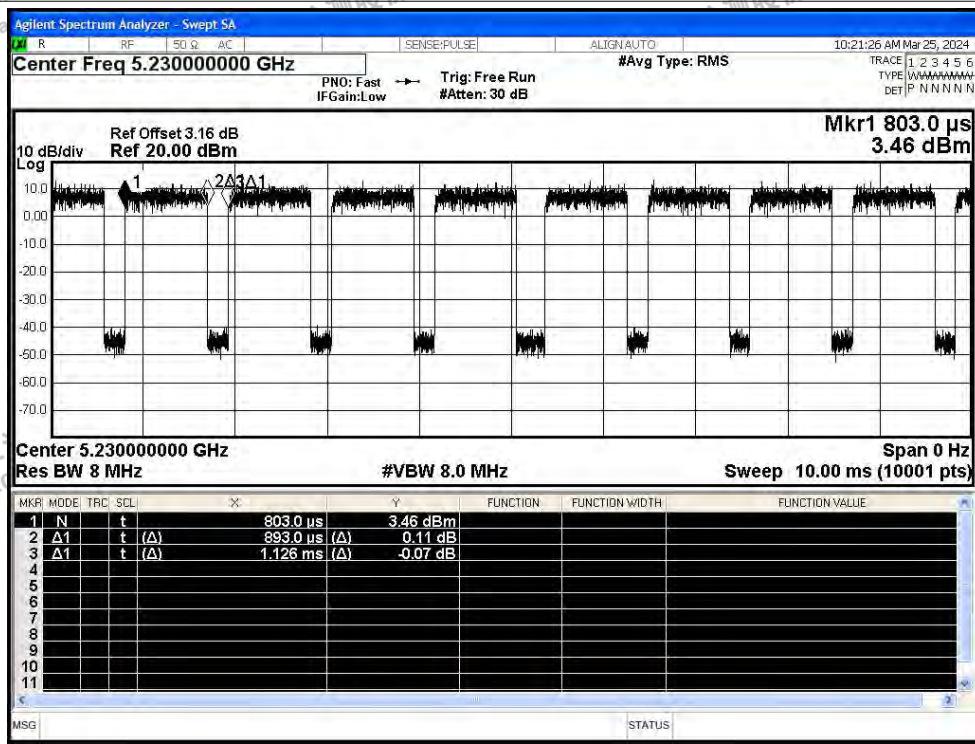 Agilent Spectrum Analyzer - Swept SA
R RF 50 Ω AC SENSE:PULSE ALIGN AUTO 10:21:26 AM Mar 25, 2024
Center Freq 5.230000000 GHz #Avg Type: RMS TRACE 1 2 3 4 5 6
PNO: Fast Trig: Free Run TYPE
IFGain:Low #Atten: 30 dB DET P N N N N N
Mkr1 803.0 µs
Ref Offset 3.16 dB
10 dB/div Ref 20.00 dBm 3.46 dBm
Log
10.0
1 2Δ3Δ1
0.00
-10.0
-20.0
-30.0
-40.0
-50.0
-60.0
-70.0
Center 5.230000000 GHz Span 0 Hz
Res BW 8 MHz #VBW 8.0 MHz Sweep 10.00 ms (10001 pts)
MKR MODE TRC SCL X Y FUNCTION FUNCTION WIDTH FUNCTION VALUE
1 N t 803.0 µs 3.46 dBm
2 Δ1 t (Δ) 893.0 µs (Δ) 0.11 dB
3 Δ1 t (Δ) 1.126 ms (Δ) -0.07 dB
4
5
6
7
8
9
10
11
MSG STATUS